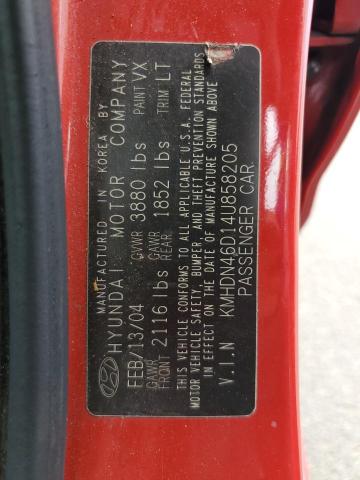 MANUFACTURED IN KOREA BY
HYUNDAI MOTOR COMPANY
FEB/13/04 GVWR 3880 lbs PAINT VX
GAWR FRONT 2116 lbs GAWR REAR 1852 lbs TRIM LT
THIS VEHICLE CONFORMS TO ALL APPLICABLE U.S.A. FEDERAL
MOTOR VEHICLE SAFETY, BUMPER, AND THEFT PREVENTION STANDARDS
IN EFFECT ON THE DATE OF MANUFACTURE SHOWN ABOVE
V.I.N KMHDN46D14U856205
PASSENGER CAR